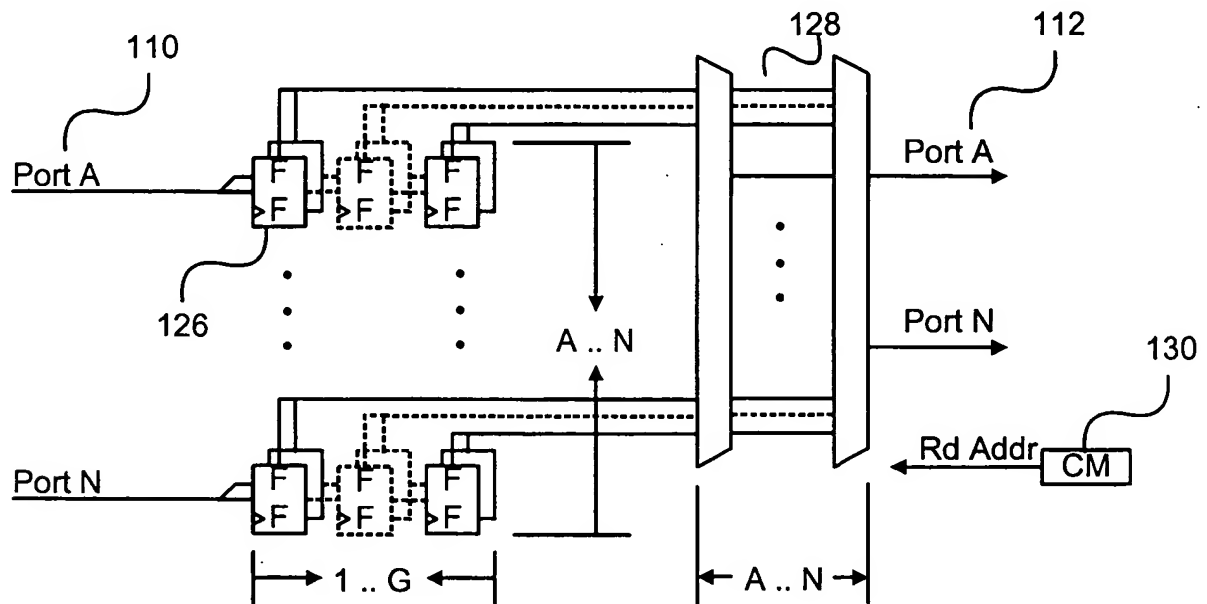 110
128
112
Port A
F F F
F F F
Port A
126
A .. N
Port N
130
Rd Addr
CM
Port N
F F F
F F F
1 .. G
A .. N